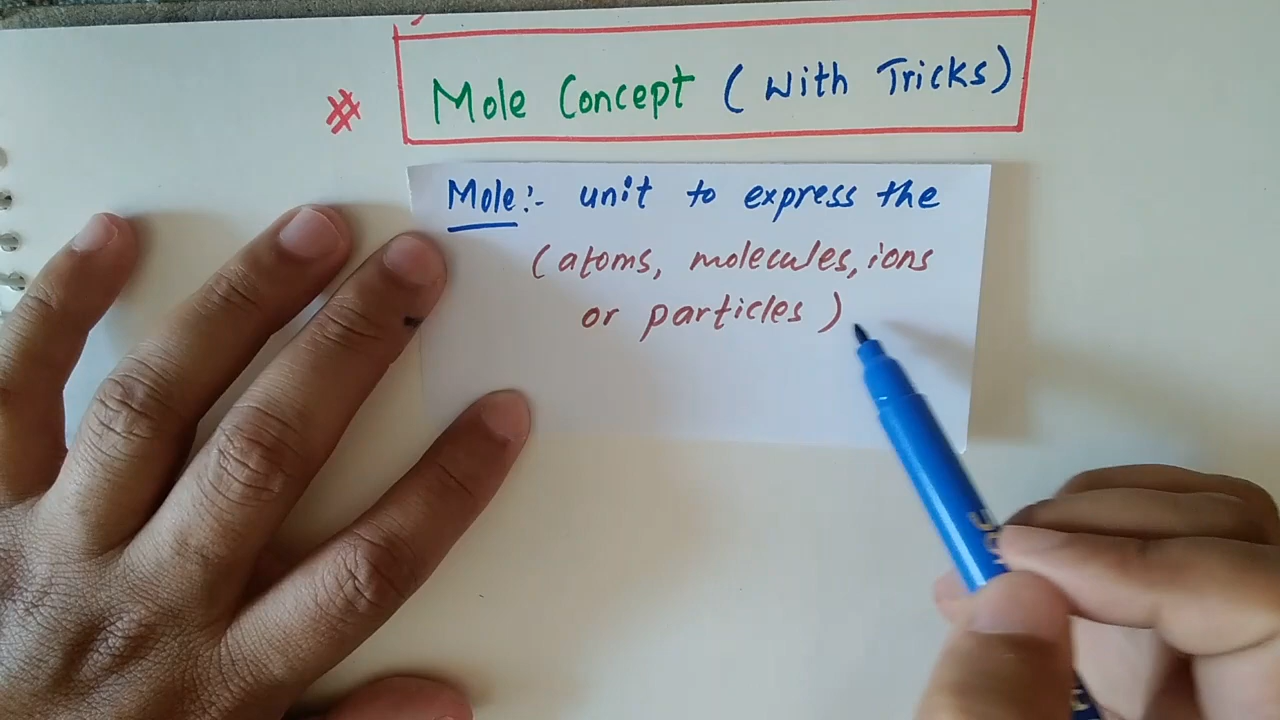 # Mole Concept (With Tricks)
Mole:- unit to express the
(atoms, molecules, ions
or particles)